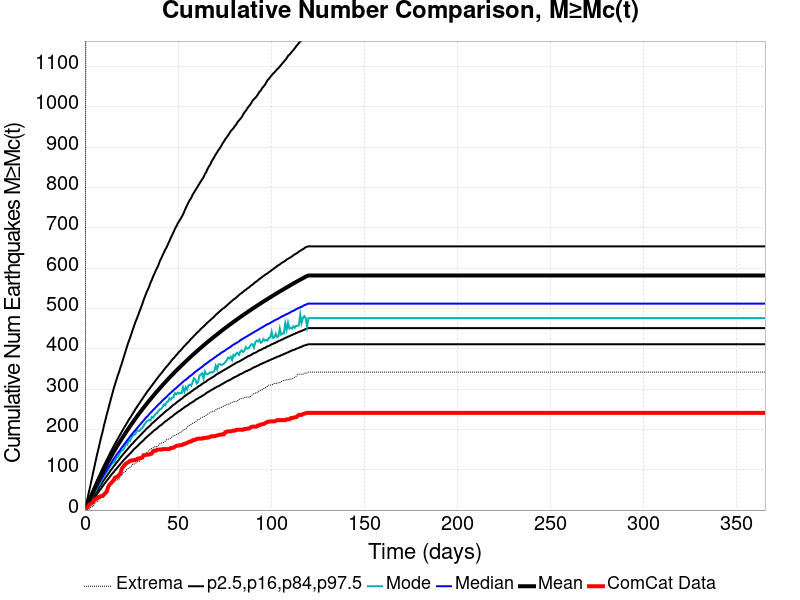 Cumulative Number Comparison, M≥Mc(t)
Cumulative Num Earthquakes M≥Mc(t)
1100
1000
900
800
700
600
500
400
300
200
100
0
0 50 100 150 200 250 300 350
Time (days)
Extrema p2.5,p16,p84,p97.5 Mode Median Mean ComCat Data